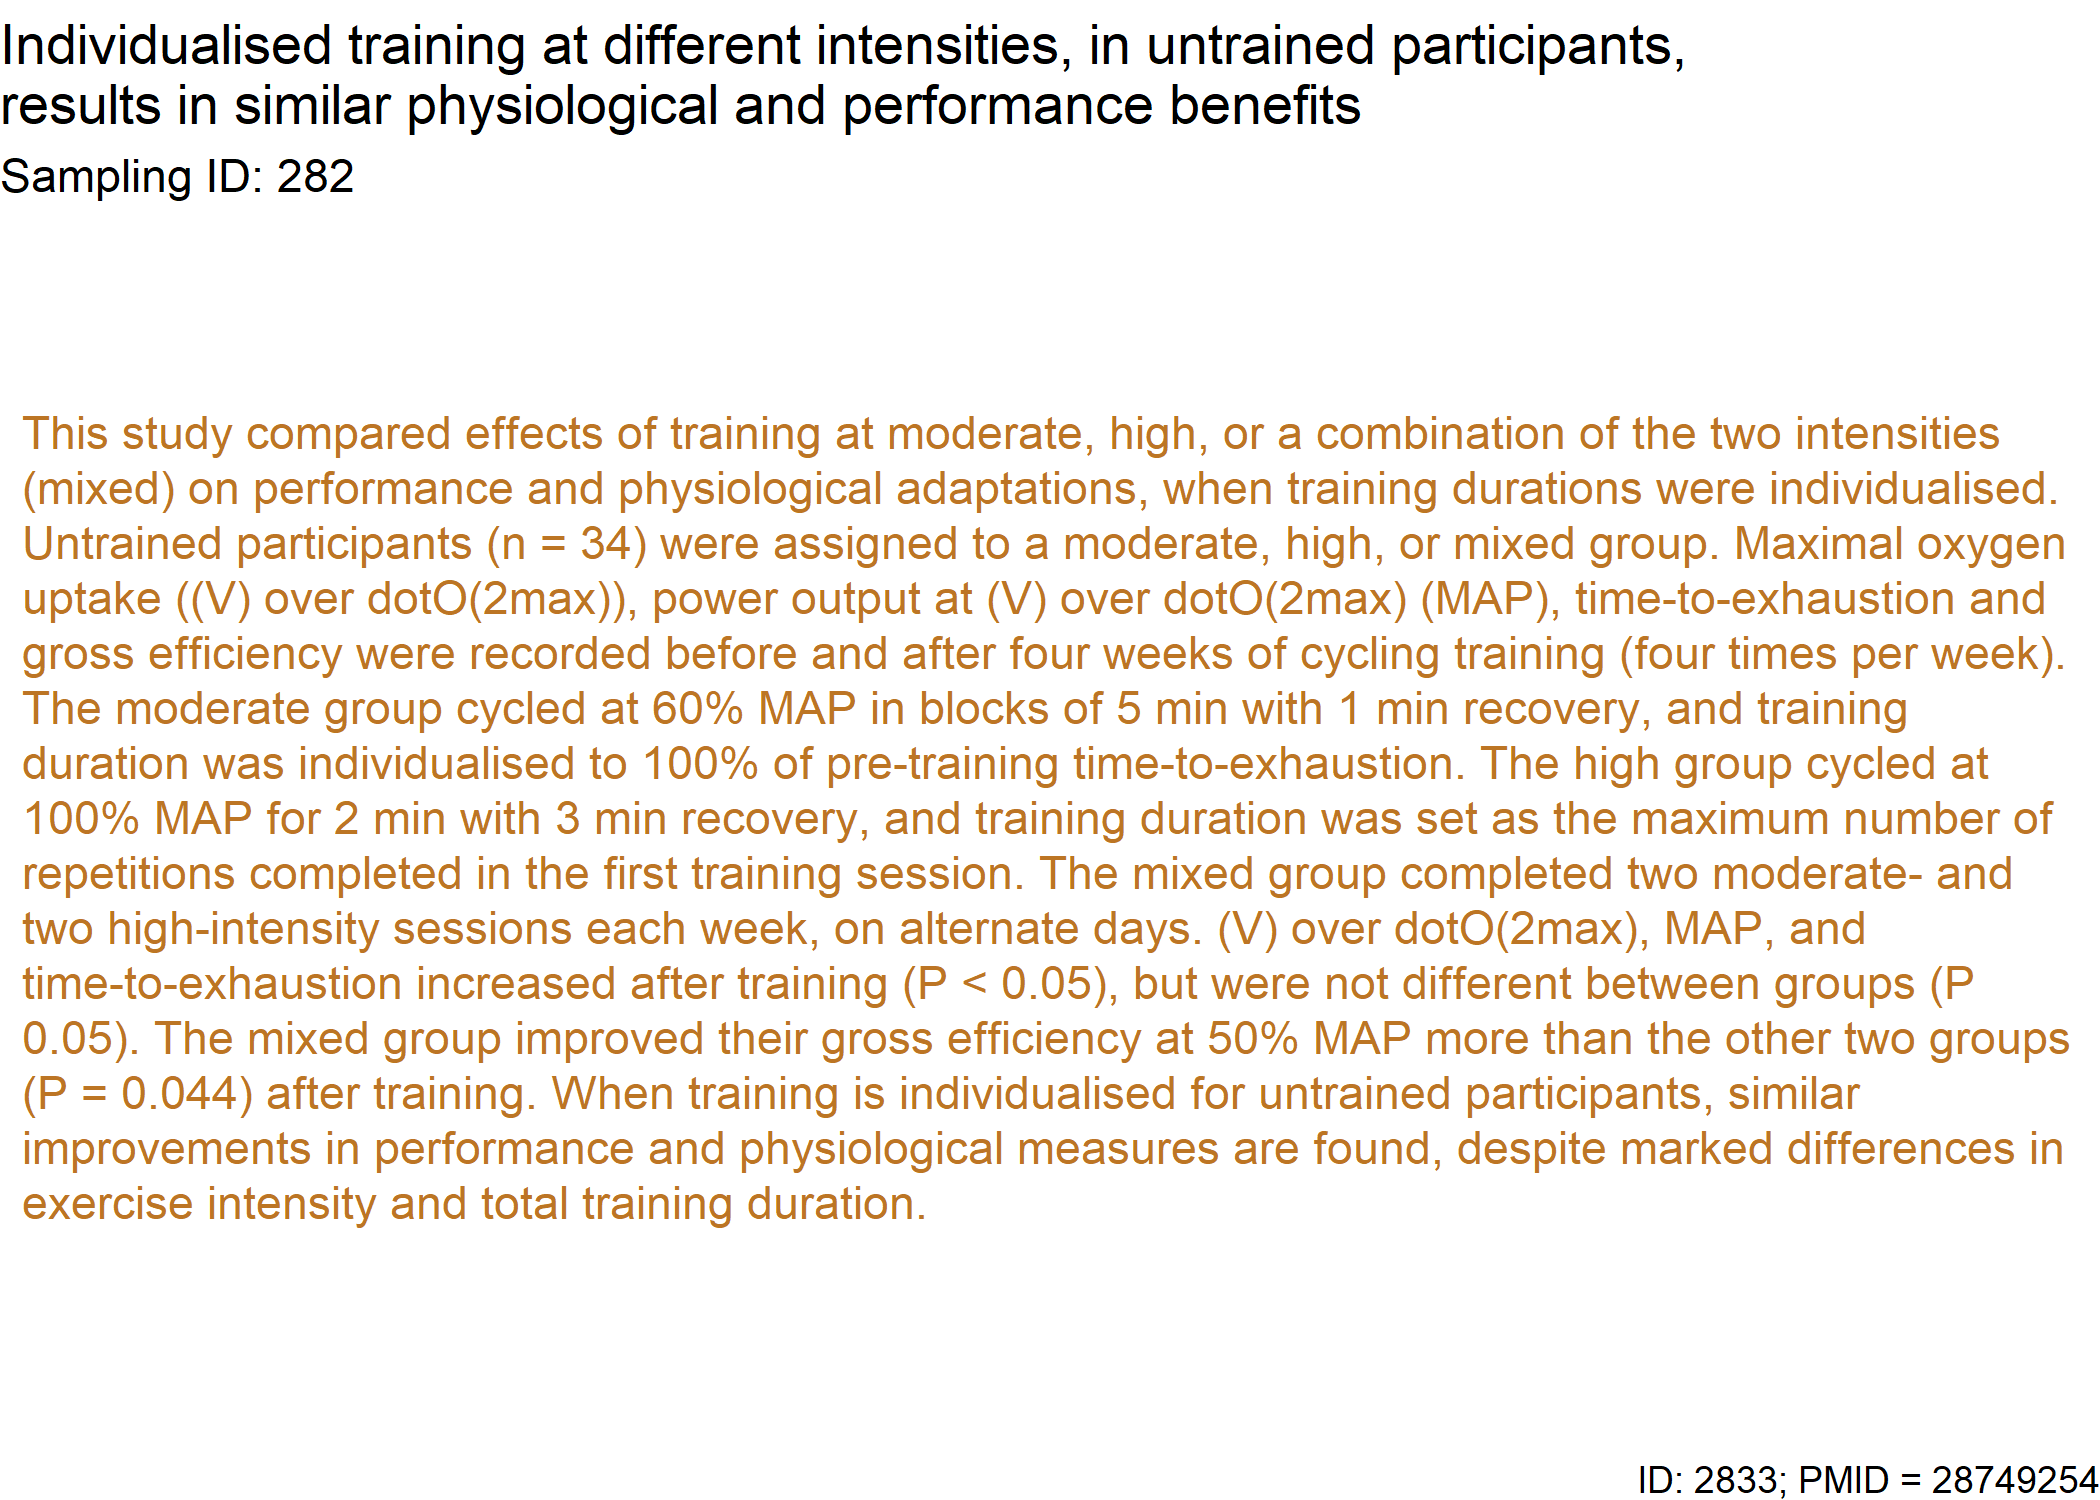 Individualised training at different intensities, in untrained participants,
results in similar physiological and performance benefits
Sampling ID: 282
This study compared effects of training at moderate, high, or a combination of the two intensities
(mixed) on performance and physiological adaptations, when training durations were individualised.
Untrained participants (n = 34) were assigned to a moderate, high, or mixed group. Maximal oxygen
uptake ((V) over dotO(2max)), power output at (V) over dotO(2max) (MAP), time-to-exhaustion and
gross efficiency were recorded before and after four weeks of cycling training (four times per week).
The moderate group cycled at 60% MAP in blocks of 5 min with 1 min recovery, and training
duration was individualised to 100% of pre-training time-to-exhaustion. The high group cycled at
100% MAP for 2 min with 3 min recovery, and training duration was set as the maximum number of
repetitions completed in the first training session. The mixed group completed two moderate- and
two high-intensity sessions each week, on alternate days. (V) over dotO(2max), MAP, and
time-to-exhaustion increased after training (P < 0.05), but were not different between groups (P
0.05). The mixed group improved their gross efficiency at 50% MAP more than the other two groups
(P = 0.044) after training. When training is individualised for untrained participants, similar
improvements in performance and physiological measures are found, despite marked differences in
exercise intensity and total training duration.
ID: 2833; PMID = 28749254